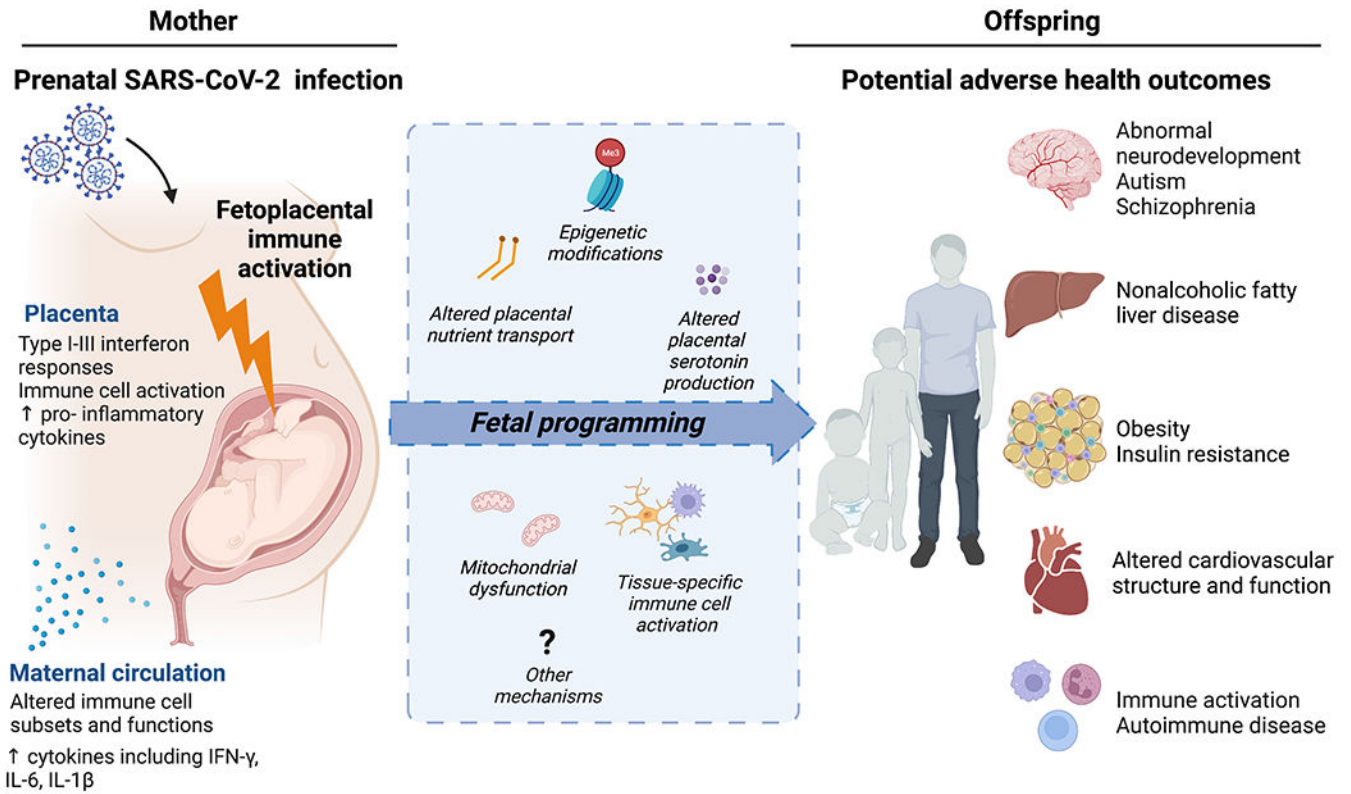 Mother
Prenatal SARS-CoV-2 infection
Fetoplacental
immune
activation
Placenta
Type I-III interferon
responses
Immune cell activation
↑ pro- inflammatory
cytokines
Maternal circulation
Altered immune cell
subsets and functions
↑ cytokines including IFN-γ,
IL-6, IL-1β
Me3
Epigenetic
modifications
Altered placental
nutrient transport
Altered
placental
serotonin
production
Fetal programming
Mitochondrial
dysfunction
Tissue-specific
immune cell
activation
?
Other
mechanisms
Offspring
Potential adverse health outcomes
Abnormal
neurodevelopment
Autism
Schizophrenia
Nonalcoholic fatty
liver disease
Obesity
Insulin resistance
Altered cardiovascular
structure and function
Immune activation
Autoimmune disease